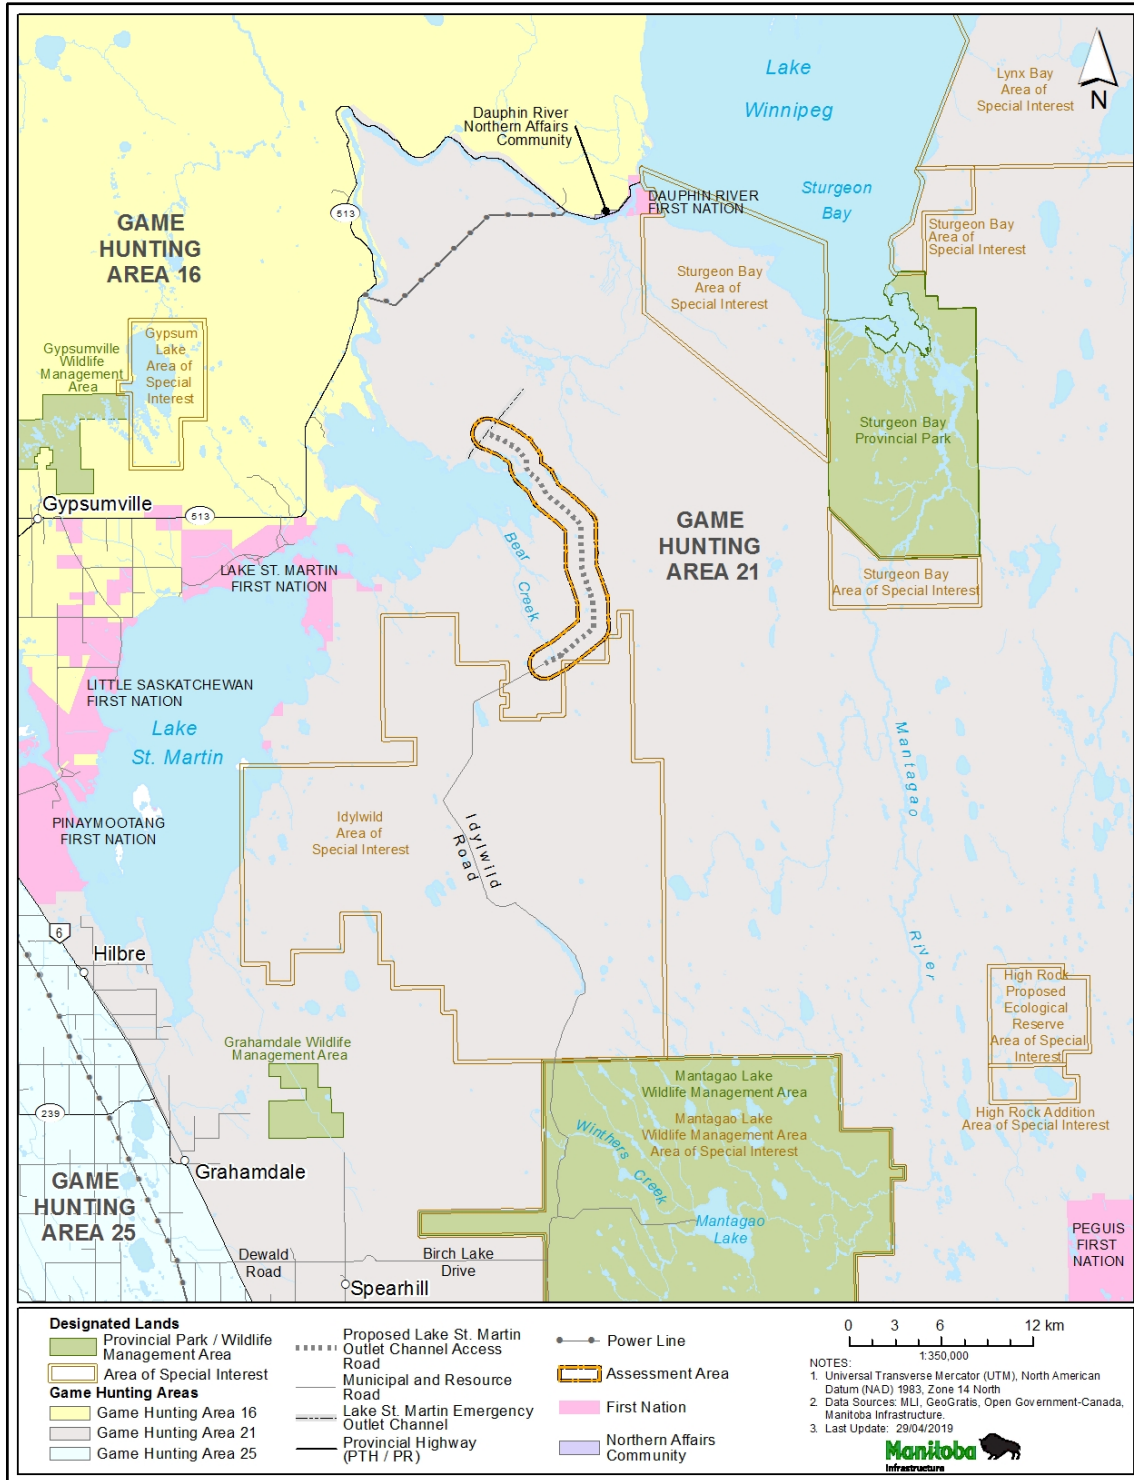 Lake
Winnipeg
Lynx Bay
Area of
Special Interest
N
Dauphin River
Northern Affairs
Community
Sturgeon
Bay
DAUPHIN RIVER
FIRST NATION
513
GAME
HUNTING
AREA 16
Sturgeon Bay
Area of
Special Interest
Sturgeon Bay
Area of
Special Interest
Gypsum
Lake
Area of
Special
Interest
Gypsumville
Wildlife
Management
Area
Sturgeon Bay
Provincial Park
Gypsumville
513
GAME
HUNTING
AREA 21
Bear
Creek
LAKE ST. MARTIN
FIRST NATION
Sturgeon Bay
Area of Special Interest
LITTLE SASKATCHEWAN
FIRST NATION
Lake
St. Martin
Mantagao
River
PINAYMOOTANG
FIRST NATION
Idylwild
Area of
Special Interest
Idylwild
Road
6
Hilbre
High Rock
Proposed
Ecological
Reserve
Area of Special
Interest
Grahamdale Wildlife
Management Area
Mantagao Lake
Wildlife Management Area
Mantagao Lake
Wildlife Management Area
Area of Special Interest
High Rock Addition
Area of Special Interest
239
Winthers
Creek
Grahamdale
GAME
HUNTING
AREA 25
Mantagao
Lake
PEGUIS
FIRST
NATION
Dewald
Road
Birch Lake
Drive
Spearhill
Designated Lands
Provincial Park / Wildlife
Management Area
Area of Special Interest
Game Hunting Areas
Game Hunting Area 16
Game Hunting Area 21
Game Hunting Area 25
Proposed Lake St. Martin
Outlet Channel Access
Road
Municipal and Resource
Road
Lake St. Martin Emergency
Outlet Channel
Provincial Highway
(PTH / PR)
Power Line
Assessment Area
First Nation
Northern Affairs
Community
0 3 6 12 km
1:350,000
NOTES:
1. Universal Transverse Mercator (UTM), North American
Datum (NAD) 1983, Zone 14 North
2. Data Sources: MLI, GeoGratis, Open Government-Canada,
Manitoba Infrastructure.
3. Last Update: 29/04/2019
Manitoba
Infrastructure